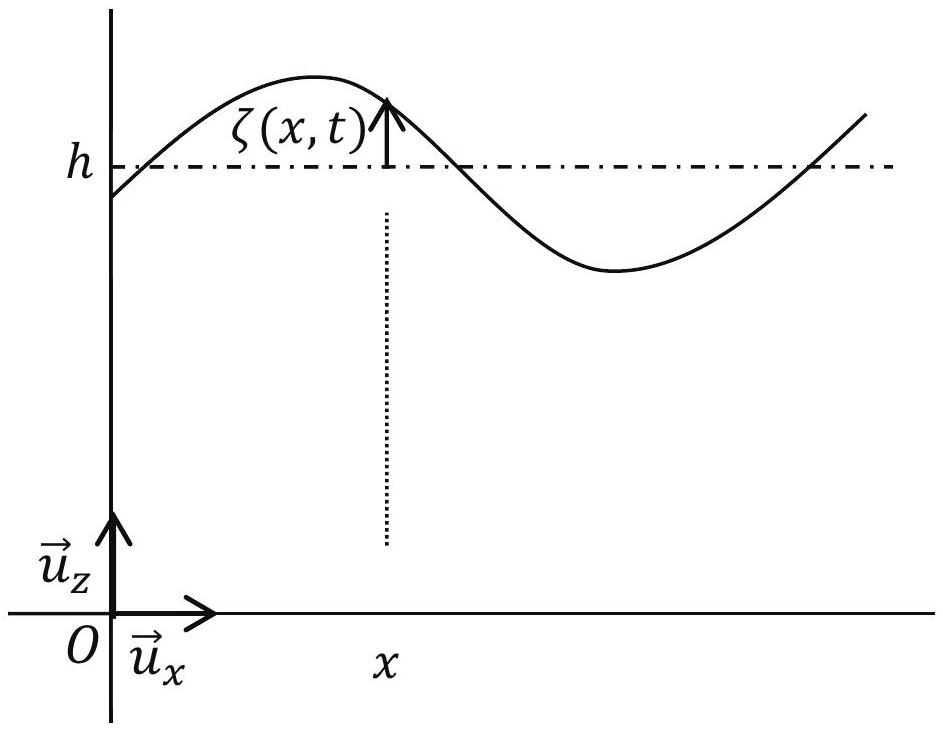 ζ(x, t)
h
u⃗_z
O
u⃗_x
x